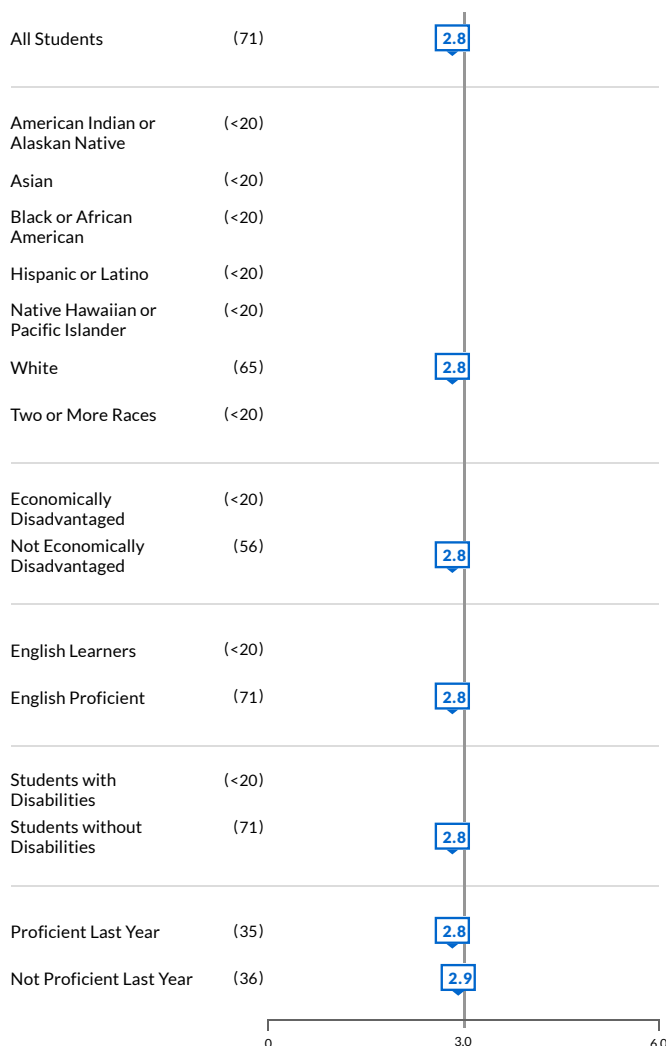 All Students (71) 2.8
American Indian or (<20)
Alaskan Native
Asian (<20)
Black or African (<20)
American
Hispanic or Latino (<20)
Native Hawaiian or (<20)
Pacific Islander
White (65) 2.8
Two or More Races (<20)
Economically (<20)
Disadvantaged
Not Economically (56) 2.8
Disadvantaged
English Learners (<20)
English Proficient (71) 2.8
Students with (<20)
Disabilities
Students without (71) 2.8
Disabilities
Proficient Last Year (35) 2.8
Not Proficient Last Year (36) 2.9
0 3.0 6.0